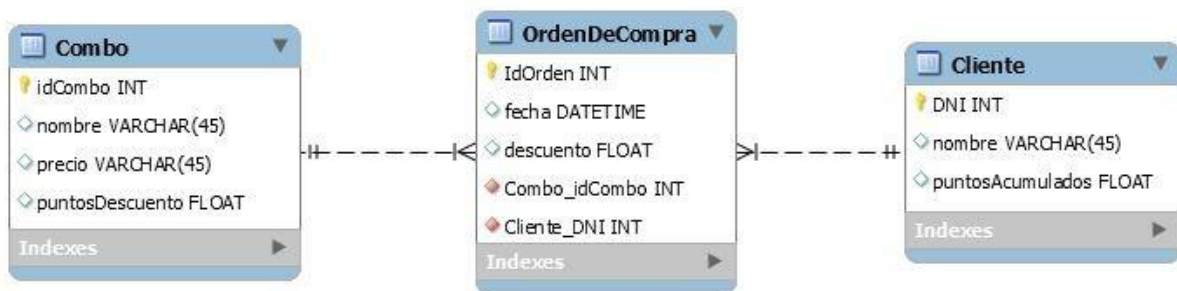 Combo
idCombo INT
nombre VARCHAR(45)
precio VARCHAR(45)
puntosDescuento FLOAT
Indexes
OrdenDeCompra
IdOrden INT
fecha DATETIME
descuento FLOAT
Combo_idCombo INT
Cliente_DNI INT
Indexes
Cliente
DNI INT
nombre VARCHAR(45)
puntosAcumulados FLOAT
Indexes